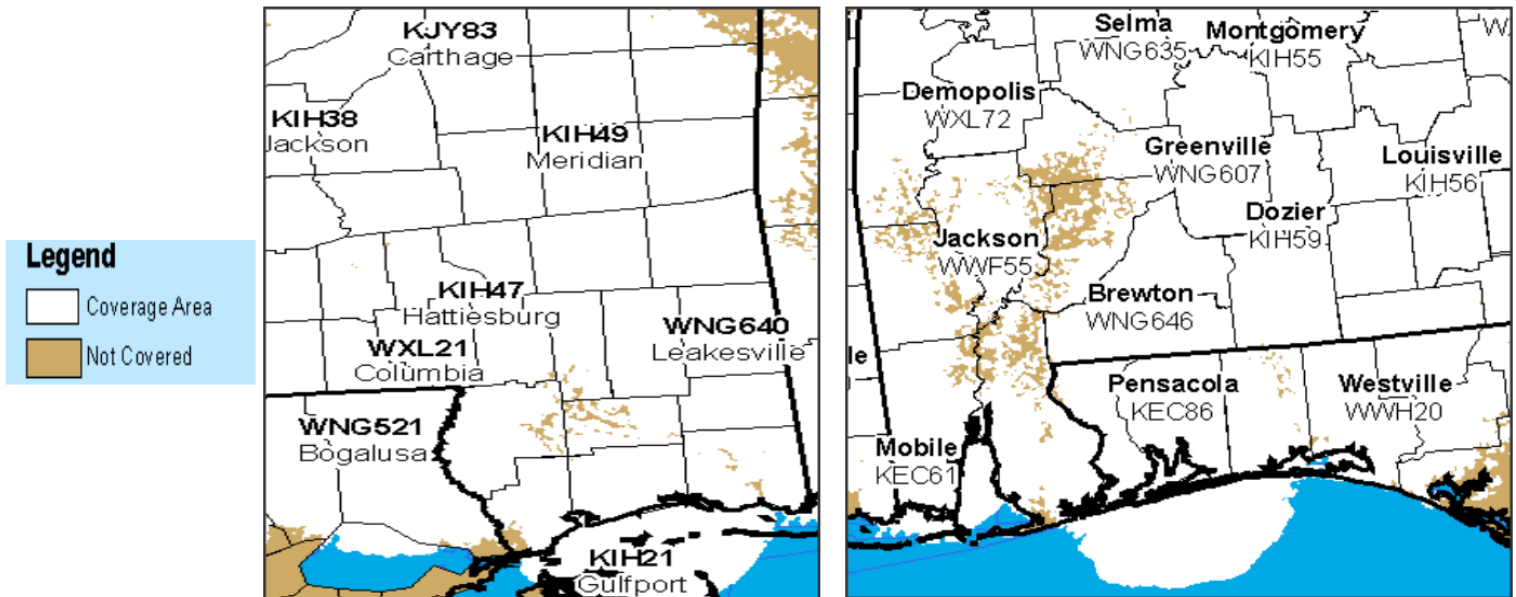 Legend
Coverage Area
Not Covered
KJY83
Carthage
KIH38
Jackson
KIH49
Meridian
KIH47
Hattiesburg
WNG640
Leakesville
WXL21
Columbia
WNG521
Bogalusa
KIH21
Gulfport
Selma
WNG635
Montgomery
KIH55
W
Demopolis
WXL72
Greenville
WNG607
Louisville
KIH56
Dozier
KIH59
Jackson
WWF55
Brewton
WNG646
le
Pensacola
KEC86
Westville
WWH20
Mobile
KEC61